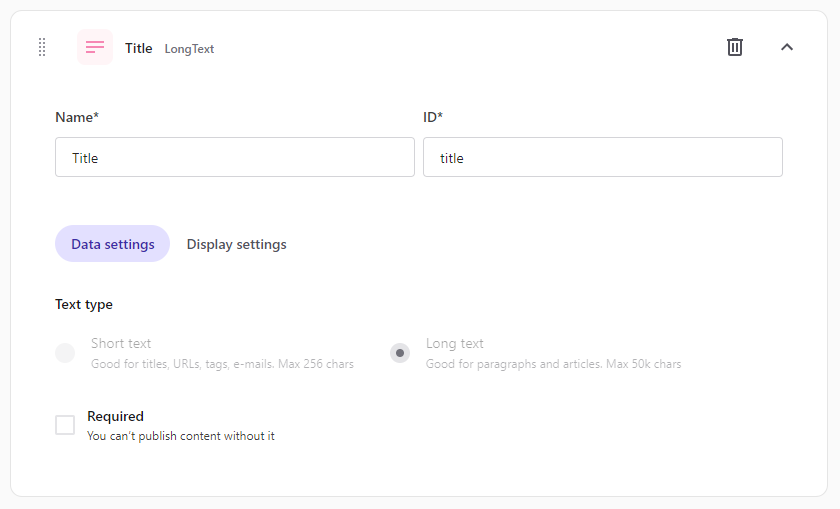 Title LongText
Name* ID*
Title title
Data settings Display settings
Text type
Short text Long text
Good for titles, URLs, tags, e-mails. Max 256 chars Good for paragraphs and articles. Max 50k chars
Required
You can't publish content without it